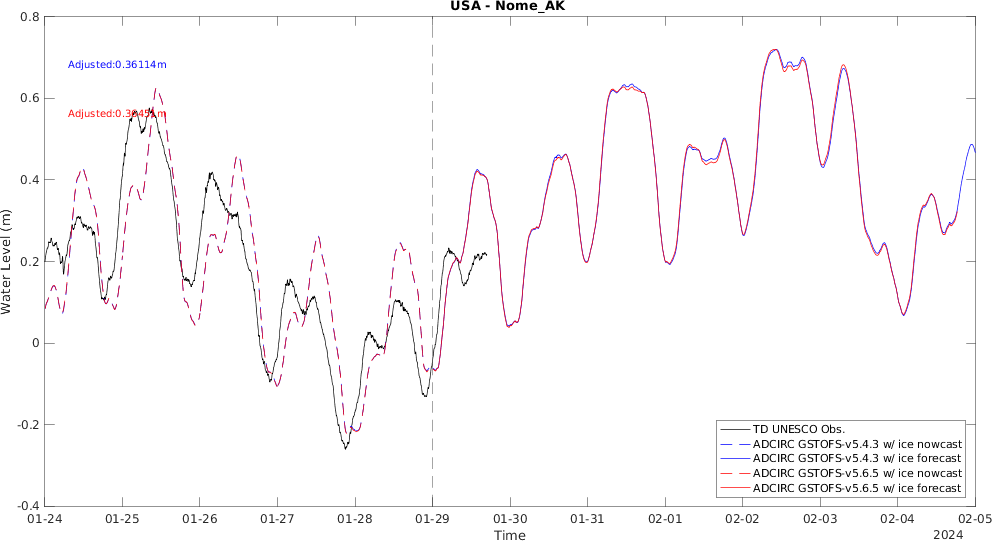 USA - Nome_AK
0.8
0.6
0.4
0.2
0
-0.2
-0.4
Water Level (m)
Adjusted:0.36114m
TD UNESCO Obs.
ADCIRC GSTOFS-v5.4.3 w/ ice nowcast
ADCIRC GSTOFS-v5.4.3 w/ ice forecast
ADCIRC GSTOFS-v5.6.5 w/ ice nowcast
ADCIRC GSTOFS-v5.6.5 w/ ice forecast
01-24 01-25 01-26 01-27 01-28 01-29 01-30 01-31 02-01 02-02 02-03 02-04 02-05
Time
2024